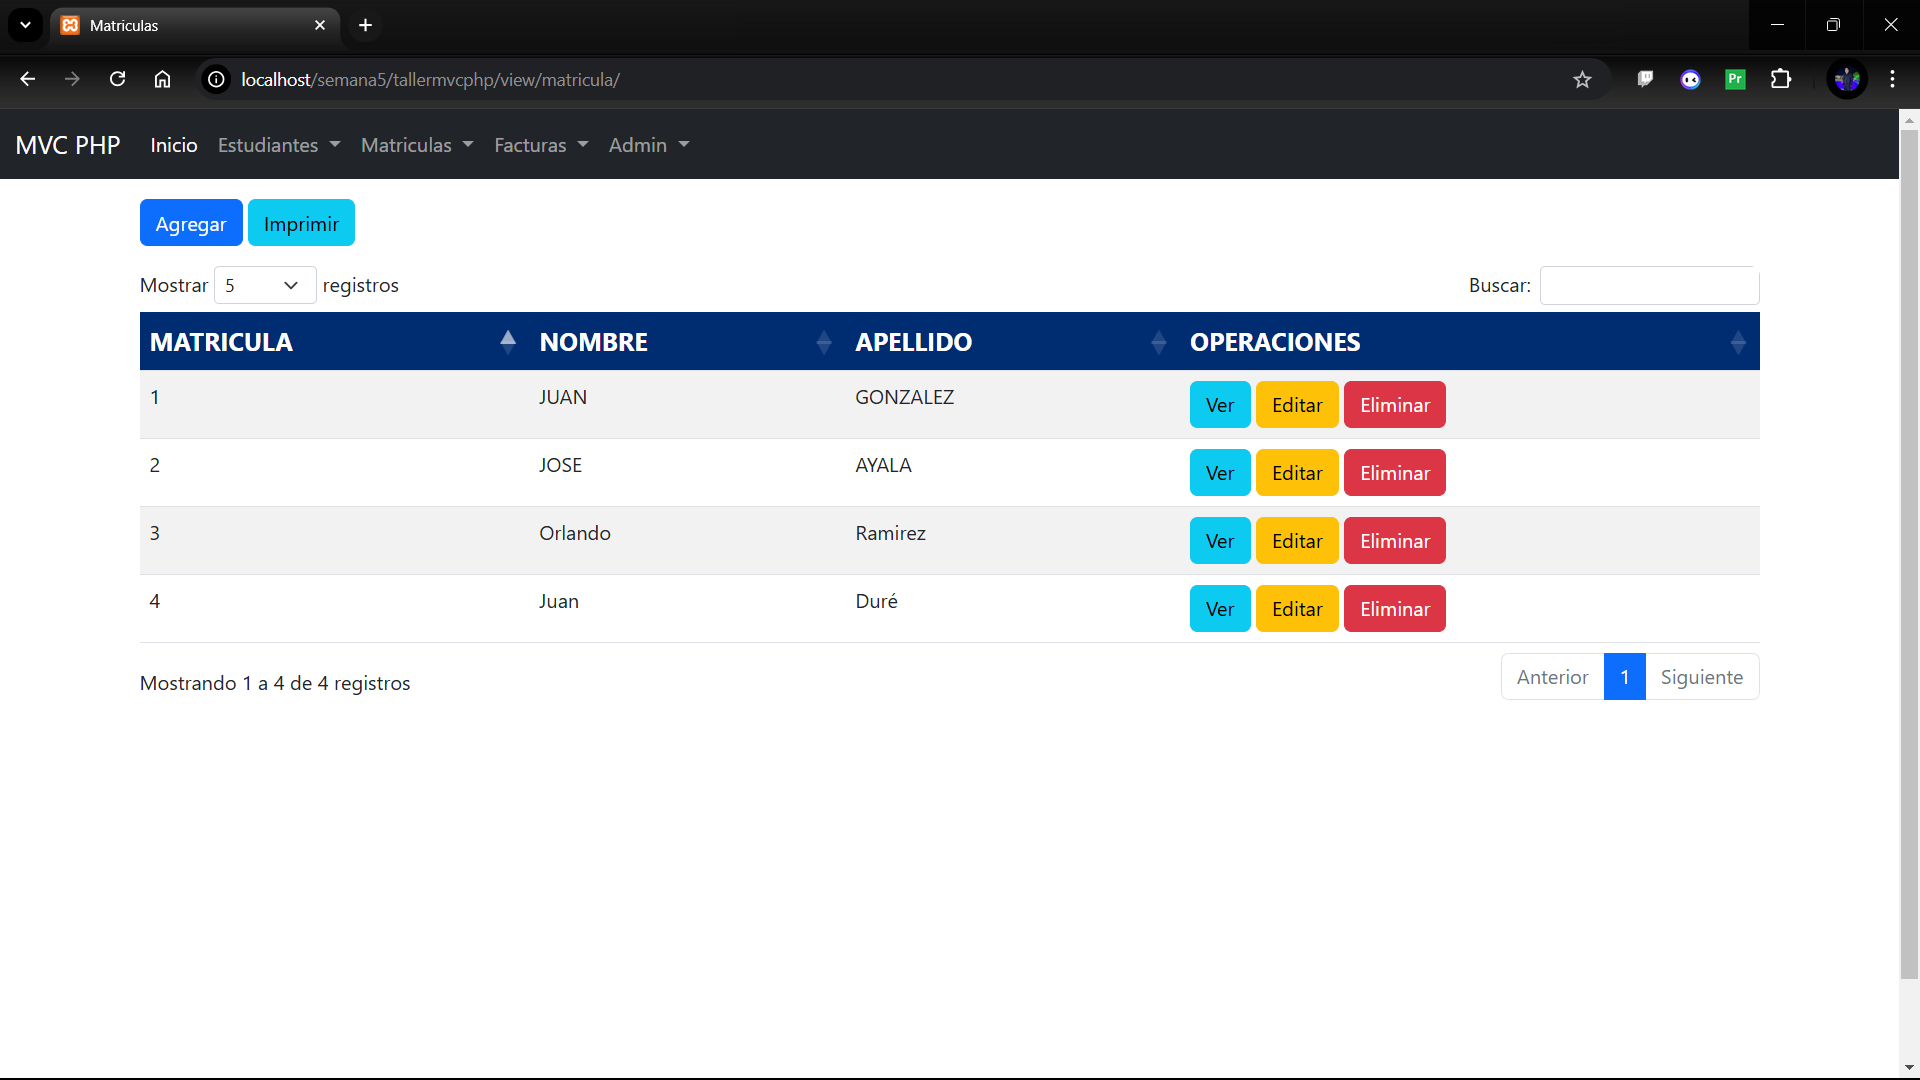 Matriculas
localhost/semana5/tallermvcphp/view/matricula/
Pr
MVC PHP Inicio Estudiantes Matriculas Facturas Admin
Agregar Imprimir
Mostrar 5 registros Buscar:
MATRICULA NOMBRE APELLIDO OPERACIONES
1 JUAN GONZALEZ Ver Editar Eliminar
2 JOSE AYALA Ver Editar Eliminar
3 Orlando Ramirez Ver Editar Eliminar
4 Juan Duré Ver Editar Eliminar
Mostrando 1 a 4 de 4 registros Anterior 1 Siguiente